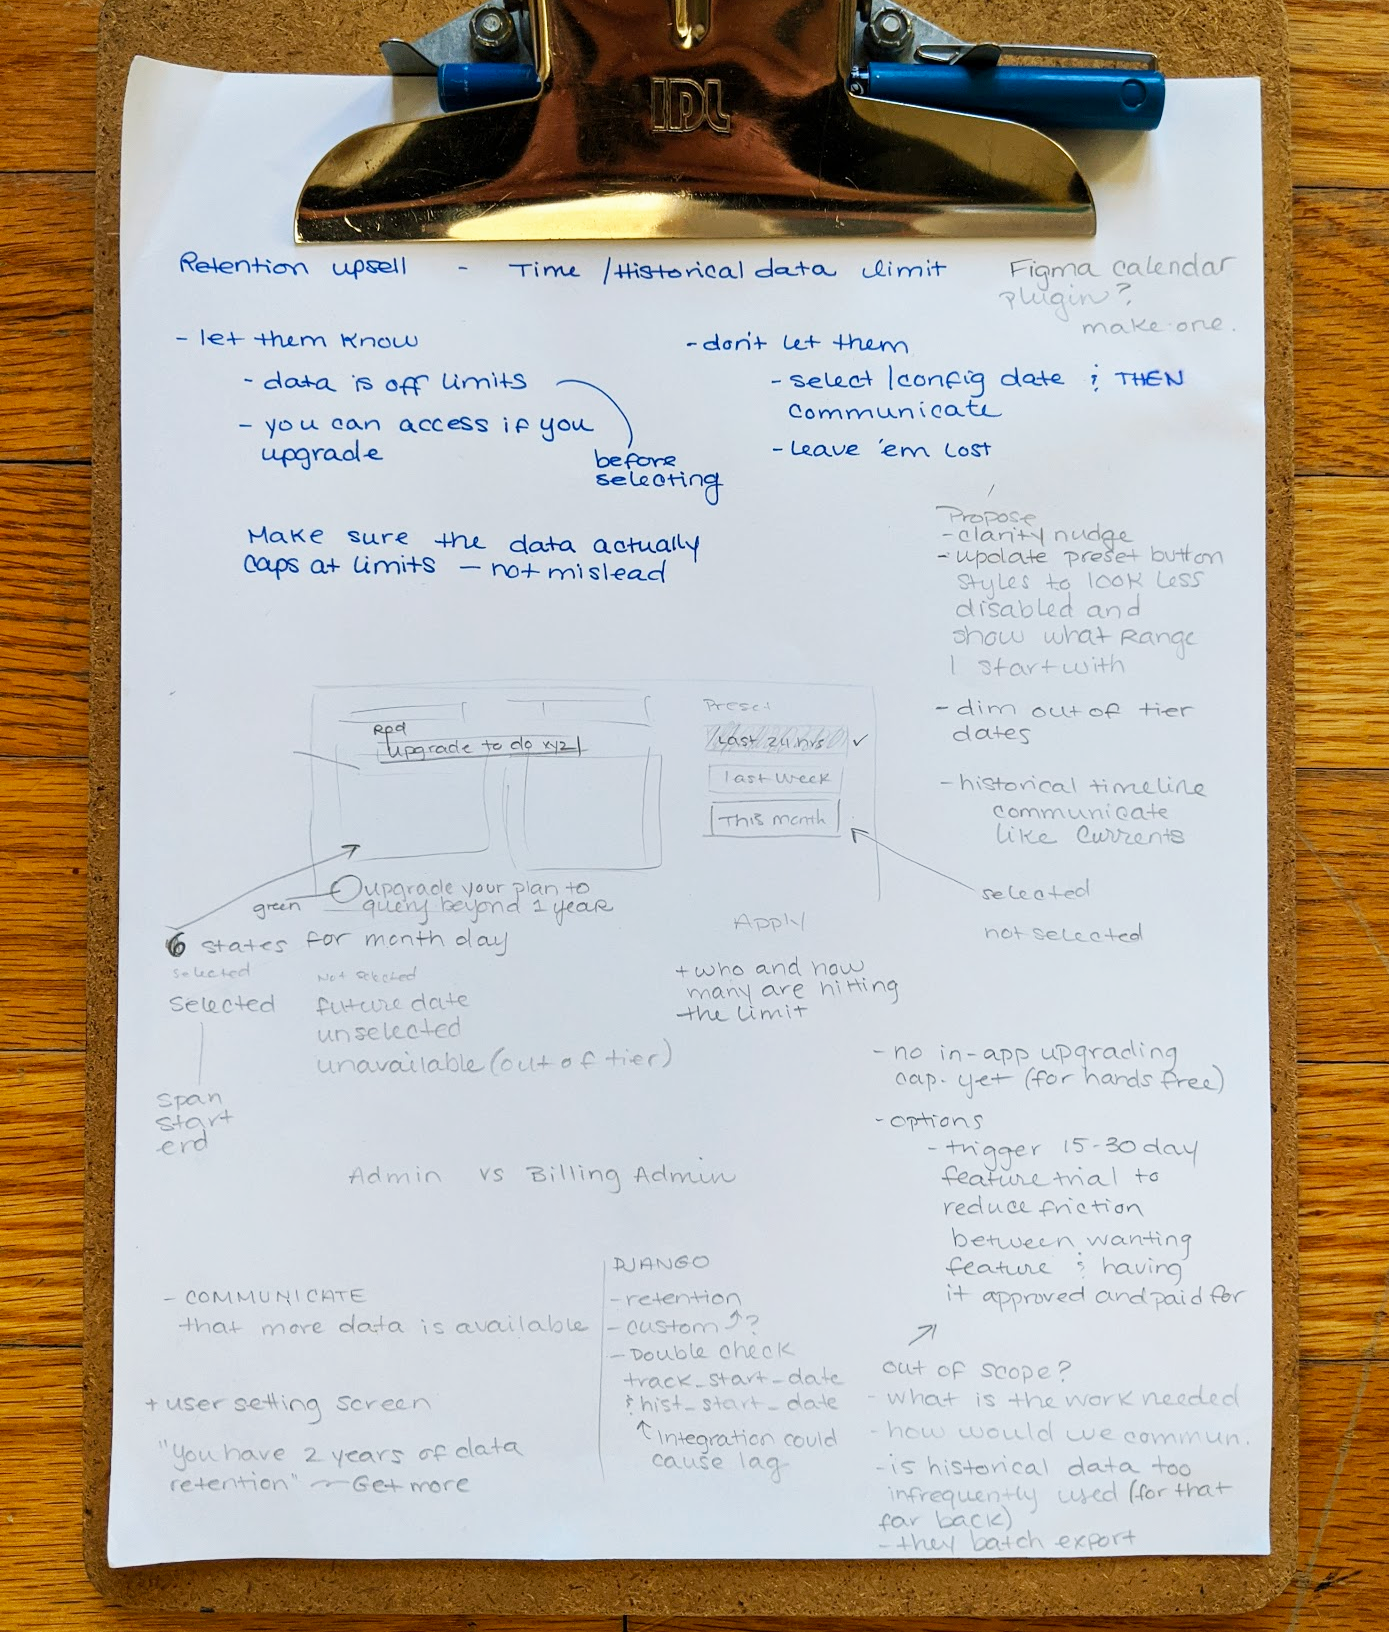 IDL
Retention upsell - Time / Historical data limit
Figma calendar
plugin?
make one.
- let them know
- data is off limits
- you can access if you
upgrade
before
selecting
- don't let them
- select / config date & THEN
communicate
- leave 'em lost
Make sure the data actually
caps at limits - not mislead
Propose
- clarity nudge
- update preset button
styles to look less
disabled and
show what range
I start with
- dim out of tier
dates
- historical timeline
communicate
like currents
Preset
Last 24 hrs ✓
last week
This month
upgrade to do xyz
upgrade your plan to
query beyond 1 year
green
Apply
selected
not selected
6 states for month day
selected
Not selected
selected
future date
unselected
unavailable (out of tier)
span
start
end
+ who and how
many are hitting
the limit
- no in-app upgrading
cap. yet (for hands free)
- options
- trigger 15-30 day
feature trial to
reduce friction
between wanting
feature & having
it approved and paid for
Admin vs Billing Admin
- COMMUNICATE
that more data is available
+ user setting screen
"You have 2 years of data
retention" ~ Get more
DJANGO
- retention
- custom ?
- Double check
track_start_date
& hist_start_date
Integration could
cause lag
out of scope?
- what is the work needed
- how would we commun.
- is historical data too
infrequently used (for that
far back)
- they batch export